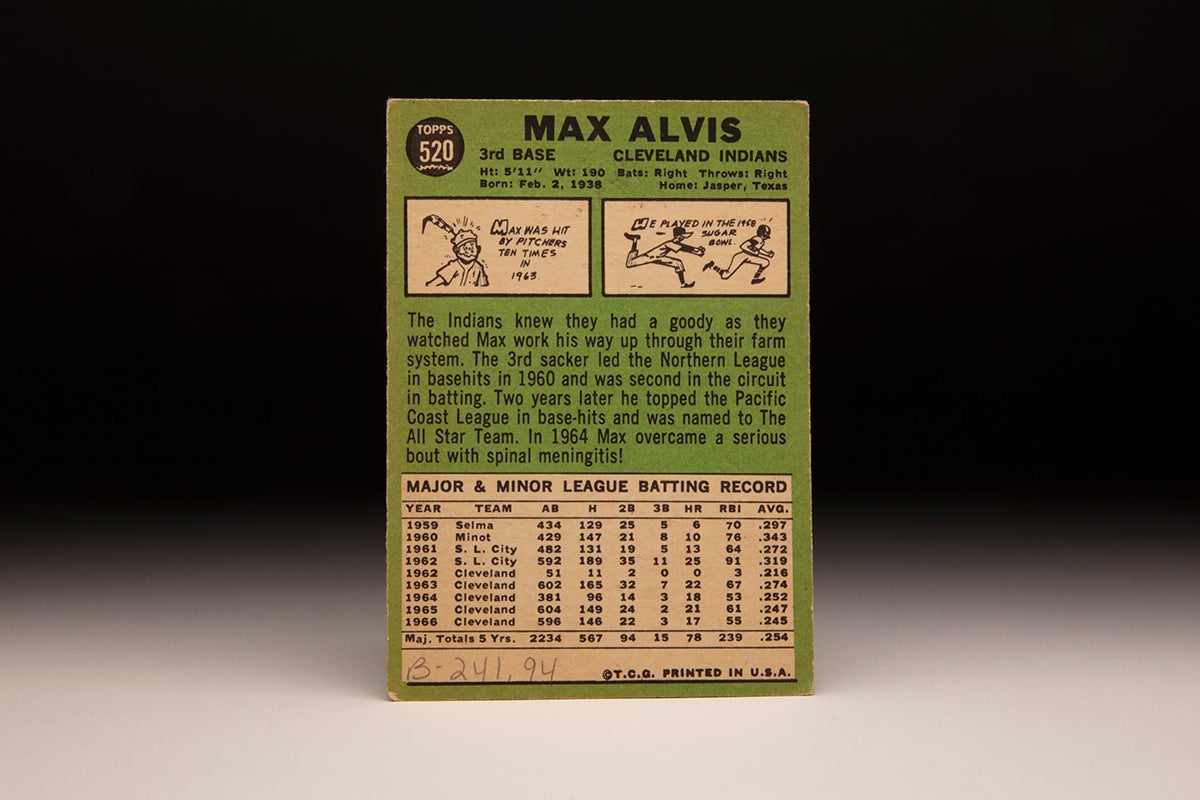 TOPPS
520
MAX ALVIS
3rd BASE CLEVELAND INDIANS
Ht: 5'11" Wt: 190 Bats: Right Throws: Right
Born: Feb. 2, 1938 Home: Jasper, Texas
MAX WAS HIT
BY PITCHERS
TEN TIMES
IN
1963.
HE PLAYED IN THE 1958
SUGAR
BOWL.
The Indians knew they had a goody as they
watched Max work his way up through their farm
system. The 3rd sacker led the Northern League
in basehits in 1960 and was second in the circuit
in batting. Two years later he topped the Pacific
Coast League in base-hits and was named to The
All Star Team. In 1964 Max overcame a serious
bout with spinal meningitis!
MAJOR & MINOR LEAGUE BATTING RECORD
YEAR TEAM AB H 2B 3B HR RBI AVG.
1959 Selma 434 129 25 5 6 70 .297
1960 Minot 429 147 21 8 10 76 .343
1961 S. L. City 482 131 19 5 13 64 .272
1962 S. L. City 592 189 35 11 25 91 .319
1962 Cleveland 51 11 2 0 0 3 .216
1963 Cleveland 602 165 32 7 22 67 .274
1964 Cleveland 381 96 14 3 18 53 .252
1965 Cleveland 604 149 24 2 21 61 .247
1966 Cleveland 596 146 22 3 17 55 .245
Maj. Totals 5 Yrs. 2234 567 94 15 78 239 .254
B-241,94
©T.C.G. PRINTED IN U.S.A.